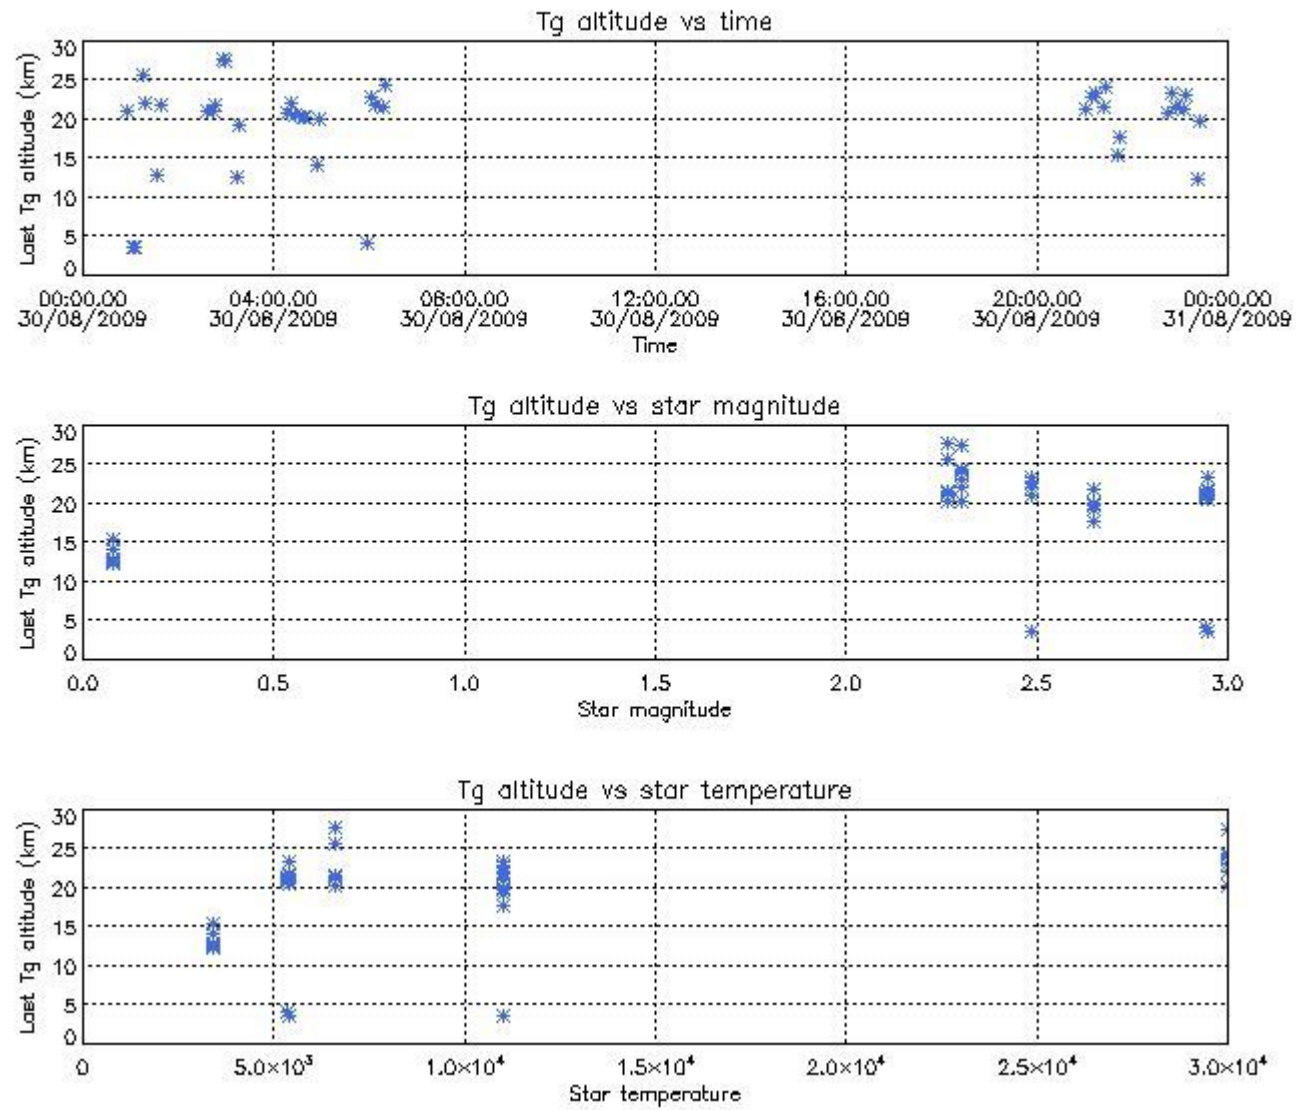 Tg altitude vs time
Last Tg altitude (km)
30
25
20
15
10
5
0
00:00.00 04:00.00 08:00.00 12:00.00 16:00.00 20:00.00 00:00.00
30/08/2009 30/08/2009 30/08/2009 30/08/2009 30/08/2009 30/08/2009 31/08/2009
Time
Tg altitude vs star magnitude
Last Tg altitude (km)
30
25
20
15
10
5
0
0.0 0.5 1.0 1.5 2.0 2.5 3.0
Star magnitude
Tg altitude vs star temperature
Last Tg altitude (km)
30
25
20
15
10
5
0
0 5.0×10³ 1.0×10⁴ 1.5×10⁴ 2.0×10⁴ 2.5×10⁴ 3.0×10⁴
Star temperature